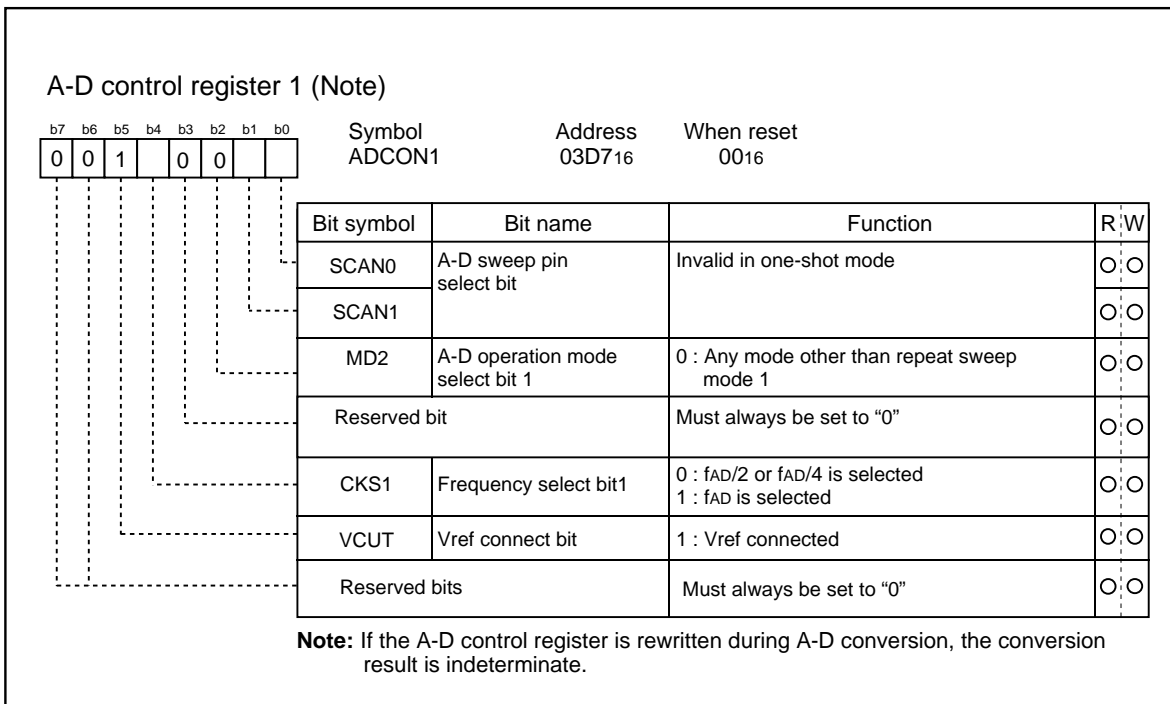 A-D control register 1 (Note)
b7 b6 b5 b4 b3 b2 b1 b0
0 0 1 0 0
Symbol Address When reset
ADCON1 03D716 0016
Bit symbol Bit name Function R W
SCAN0 A-D sweep pin select bit Invalid in one-shot mode
SCAN1
MD2 A-D operation mode select bit 1 0 : Any mode other than repeat sweep mode 1
Reserved bit Must always be set to “0”
CKS1 Frequency select bit1 0 : fAD/2 or fAD/4 is selected
1 : fAD is selected
VCUT Vref connect bit 1 : Vref connected
Reserved bits Must always be set to “0”
Note: If the A-D control register is rewritten during A-D conversion, the conversion
result is indeterminate.